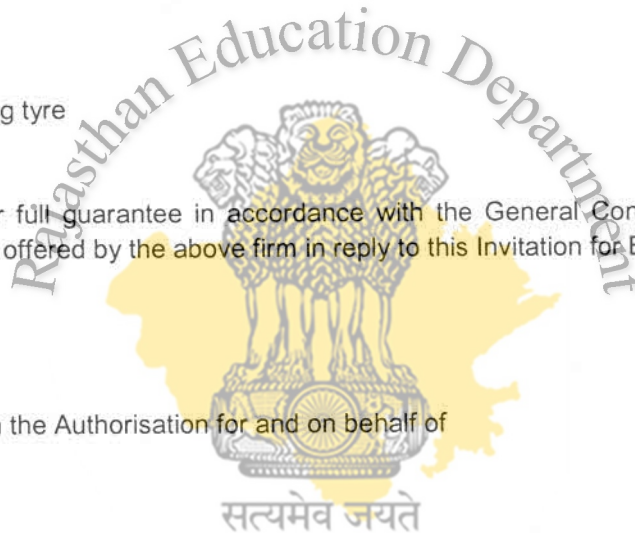 Rajasthan Education Department
g tyre
full guarantee in accordance with the General
offered by the above firm in reply to this Invitation for
the Authorisation for and on behalf of
सत्यमेव जयते